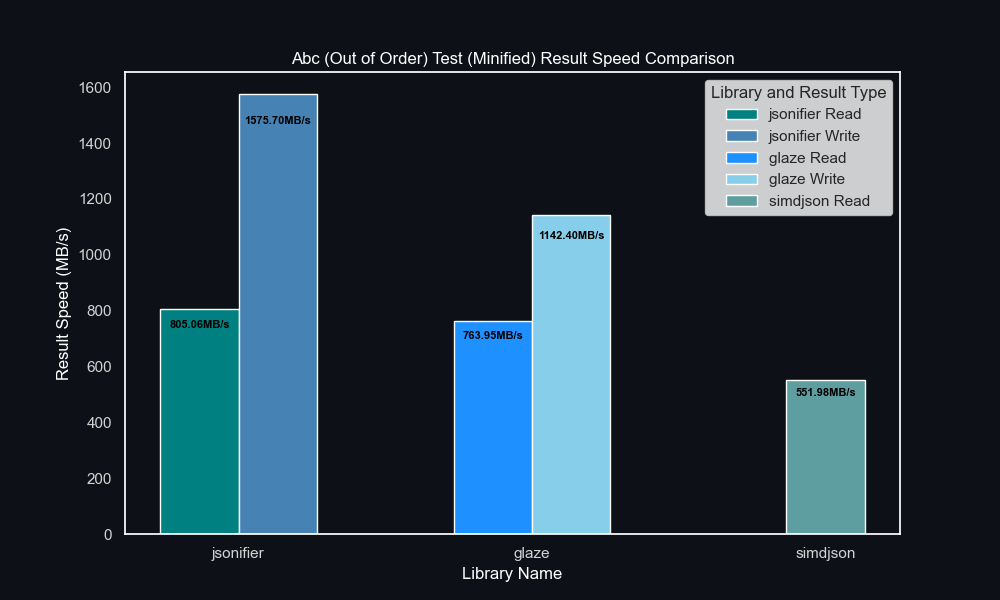 Abc (Out of Order) Test (Minified) Result Speed Comparison
Result Speed (MB/s)
1600
1400
1200
1000
800
600
400
200
0
805.06MB/s
1575.70MB/s
763.95MB/s
1142.40MB/s
551.98MB/s
Library and Result Type
jsonifier Read
jsonifier Write
glaze Read
glaze Write
simdjson Read
jsonifier
glaze
simdjson
Library Name